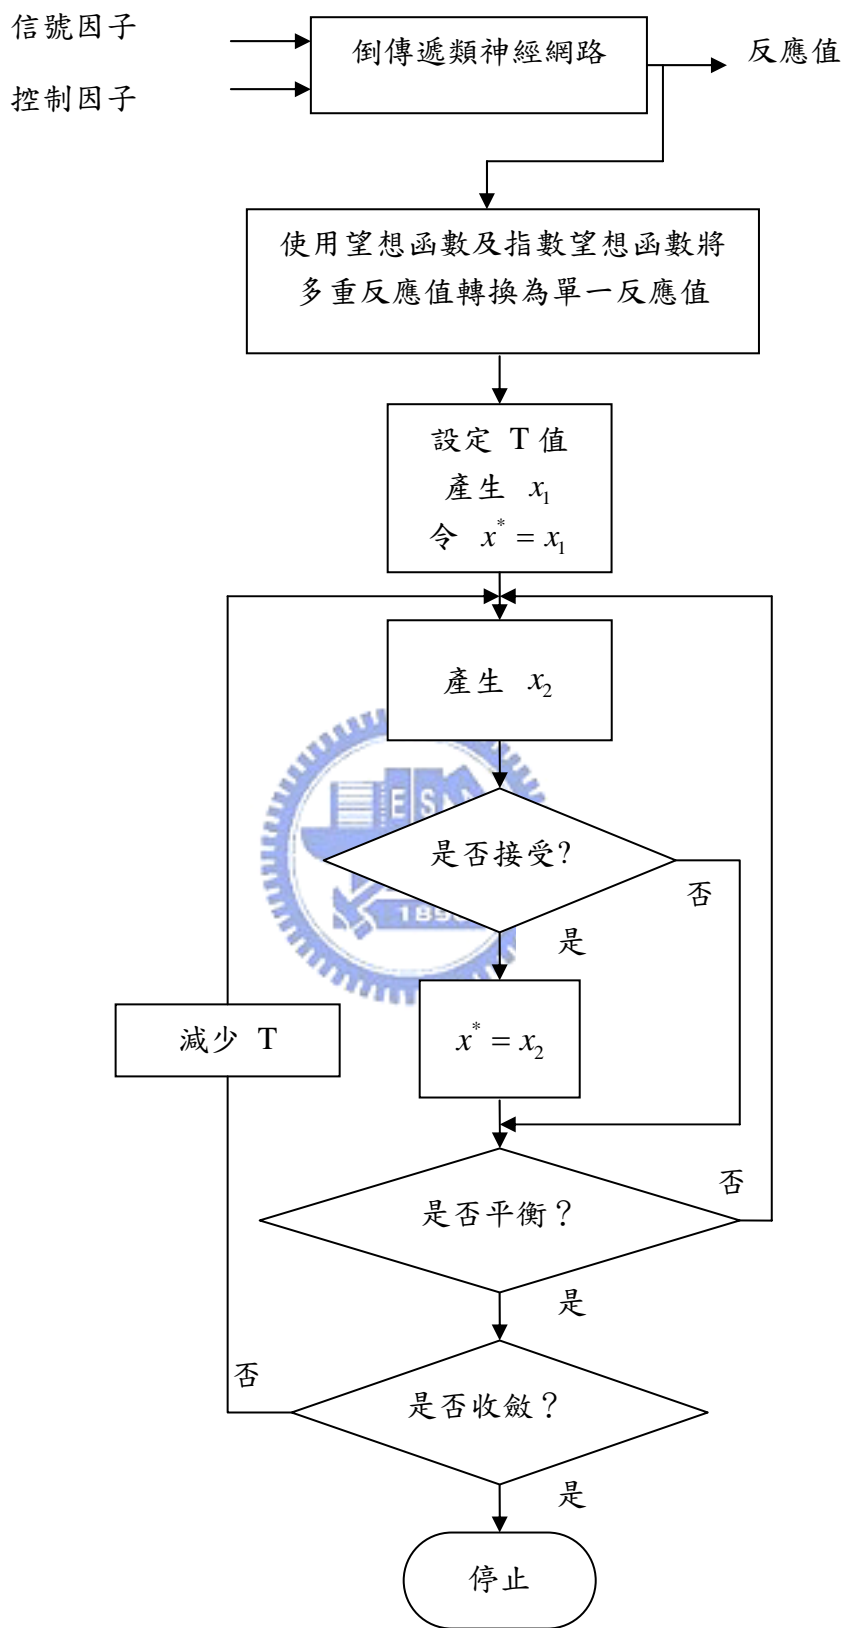 信號因子
控制因子
倒傳遞類神經網路
反應值
使用望想函數及指數望想函數將
多重反應值轉換為單一反應值
設定 T 值
產生 x₁
令 x* = x₁
產生 x₂
ES
是否接受?
否
189
是
減少 T
x* = x₂
是否平衡?
否
是
是否收斂?
否
是
停止